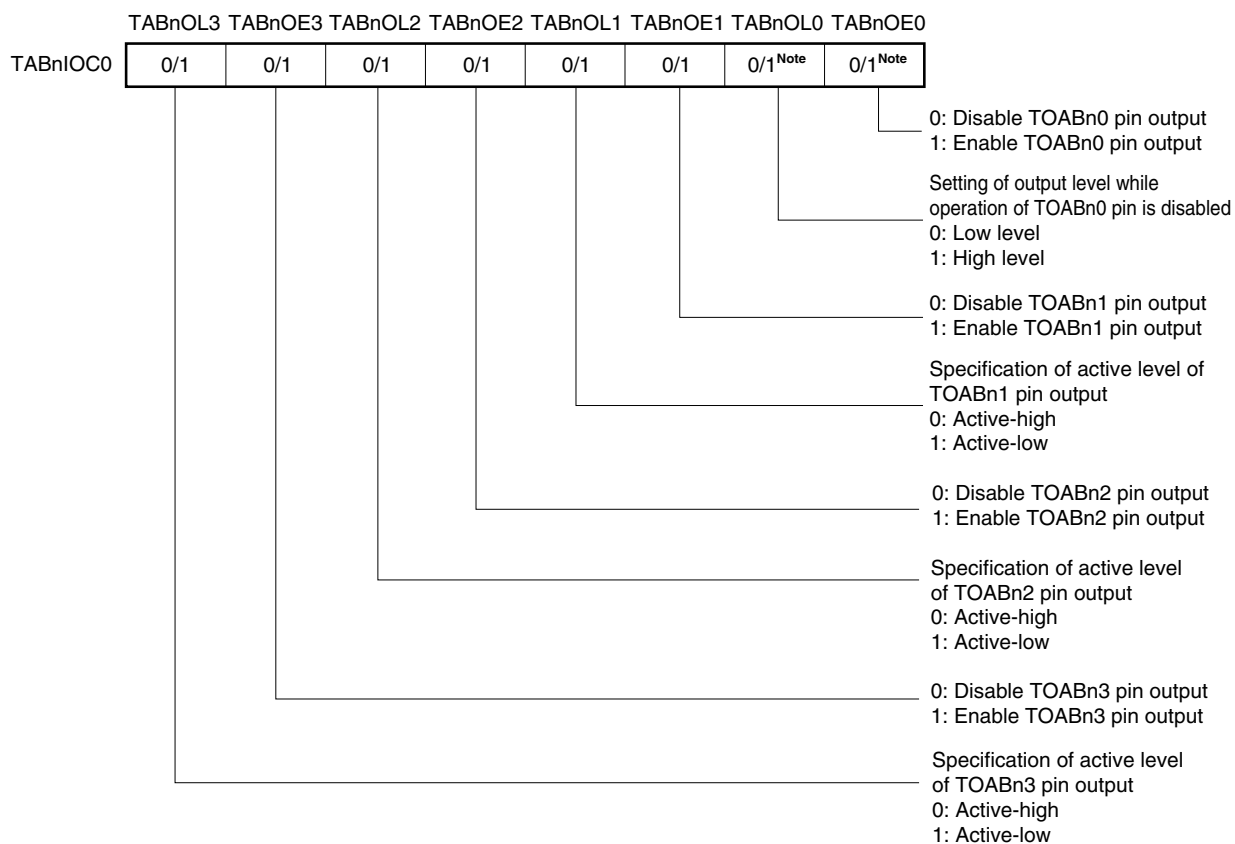 TABnOL3 TABnOE3 TABnOL2 TABnOE2 TABnOL1 TABnOE1 TABnOL0 TABnOE0
TABnIOC0 0/1 0/1 0/1 0/1 0/1 0/1 0/1Note 0/1Note
0: Disable TOABn0 pin output
1: Enable TOABn0 pin output
Setting of output level while
operation of TOABn0 pin is disabled
0: Low level
1: High level
0: Disable TOABn1 pin output
1: Enable TOABn1 pin output
Specification of active level of
TOABn1 pin output
0: Active-high
1: Active-low
0: Disable TOABn2 pin output
1: Enable TOABn2 pin output
Specification of active level
of TOABn2 pin output
0: Active-high
1: Active-low
0: Disable TOABn3 pin output
1: Enable TOABn3 pin output
Specification of active level
of TOABn3 pin output
0: Active-high
1: Active-low